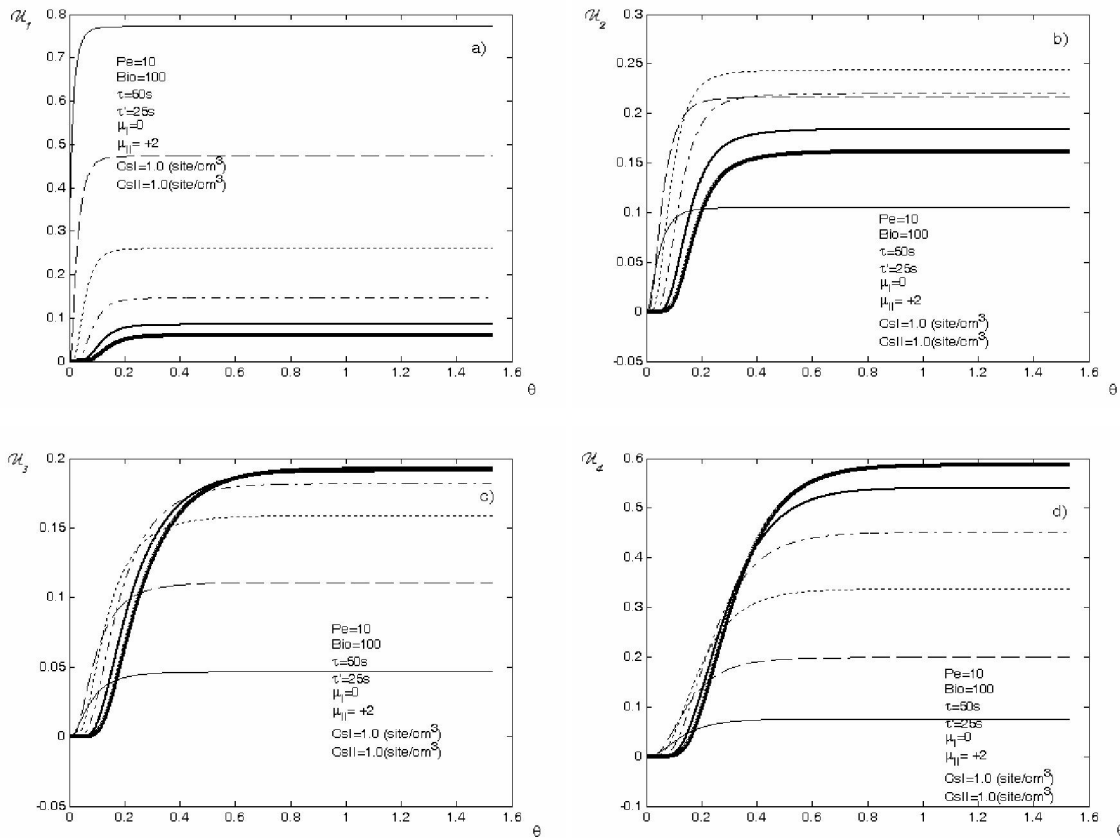 𝒰₁
0.8
0.7
0.6
0.5
0.4
0.3
0.2
0.1
0
0 0.2 0.4 0.6 0.8 1 1.2 1.4 1.6
θ
a)
Pe=10
Bio=100
τ=50s
τ'=25s
μI=0
μII= +2
CsI=1.0 (site/cm³)
CsII=1.0(site/cm³)
𝒰₂
0.3
0.25
0.2
0.15
0.1
0.05
0
-0.05
0 0.2 0.4 0.6 0.8 1 1.2 1.4 1.6
θ
b)
Pe=10
Bio=100
τ=50s
τ'=25s
μI=0
μII= +2
CsI=1.0 (site/cm³)
CsII=1.0(site/cm³)
𝒰₃
0.2
0.15
0.1
0.05
0
-0.05
0 0.2 0.4 0.6 0.8 1 1.2 1.4 1.6
θ
c)
Pe=10
Bio=100
τ=50s
τ'=25s
μI=0
μII= +2
CsI=1.0 (site/cm³)
CsII=1.0(site/cm³)
𝒰₄
0.6
0.5
0.4
0.3
0.2
0.1
0
-0.1
0 0.2 0.4 0.6 0.8 1 1.2 1.4 1.6
θ
d)
Pe=10
Bio=100
τ=50s
τ'=25s
μI=0
μII= +2
CsI=1.0 (site/cm³)
CsII=1.0(site/cm³)